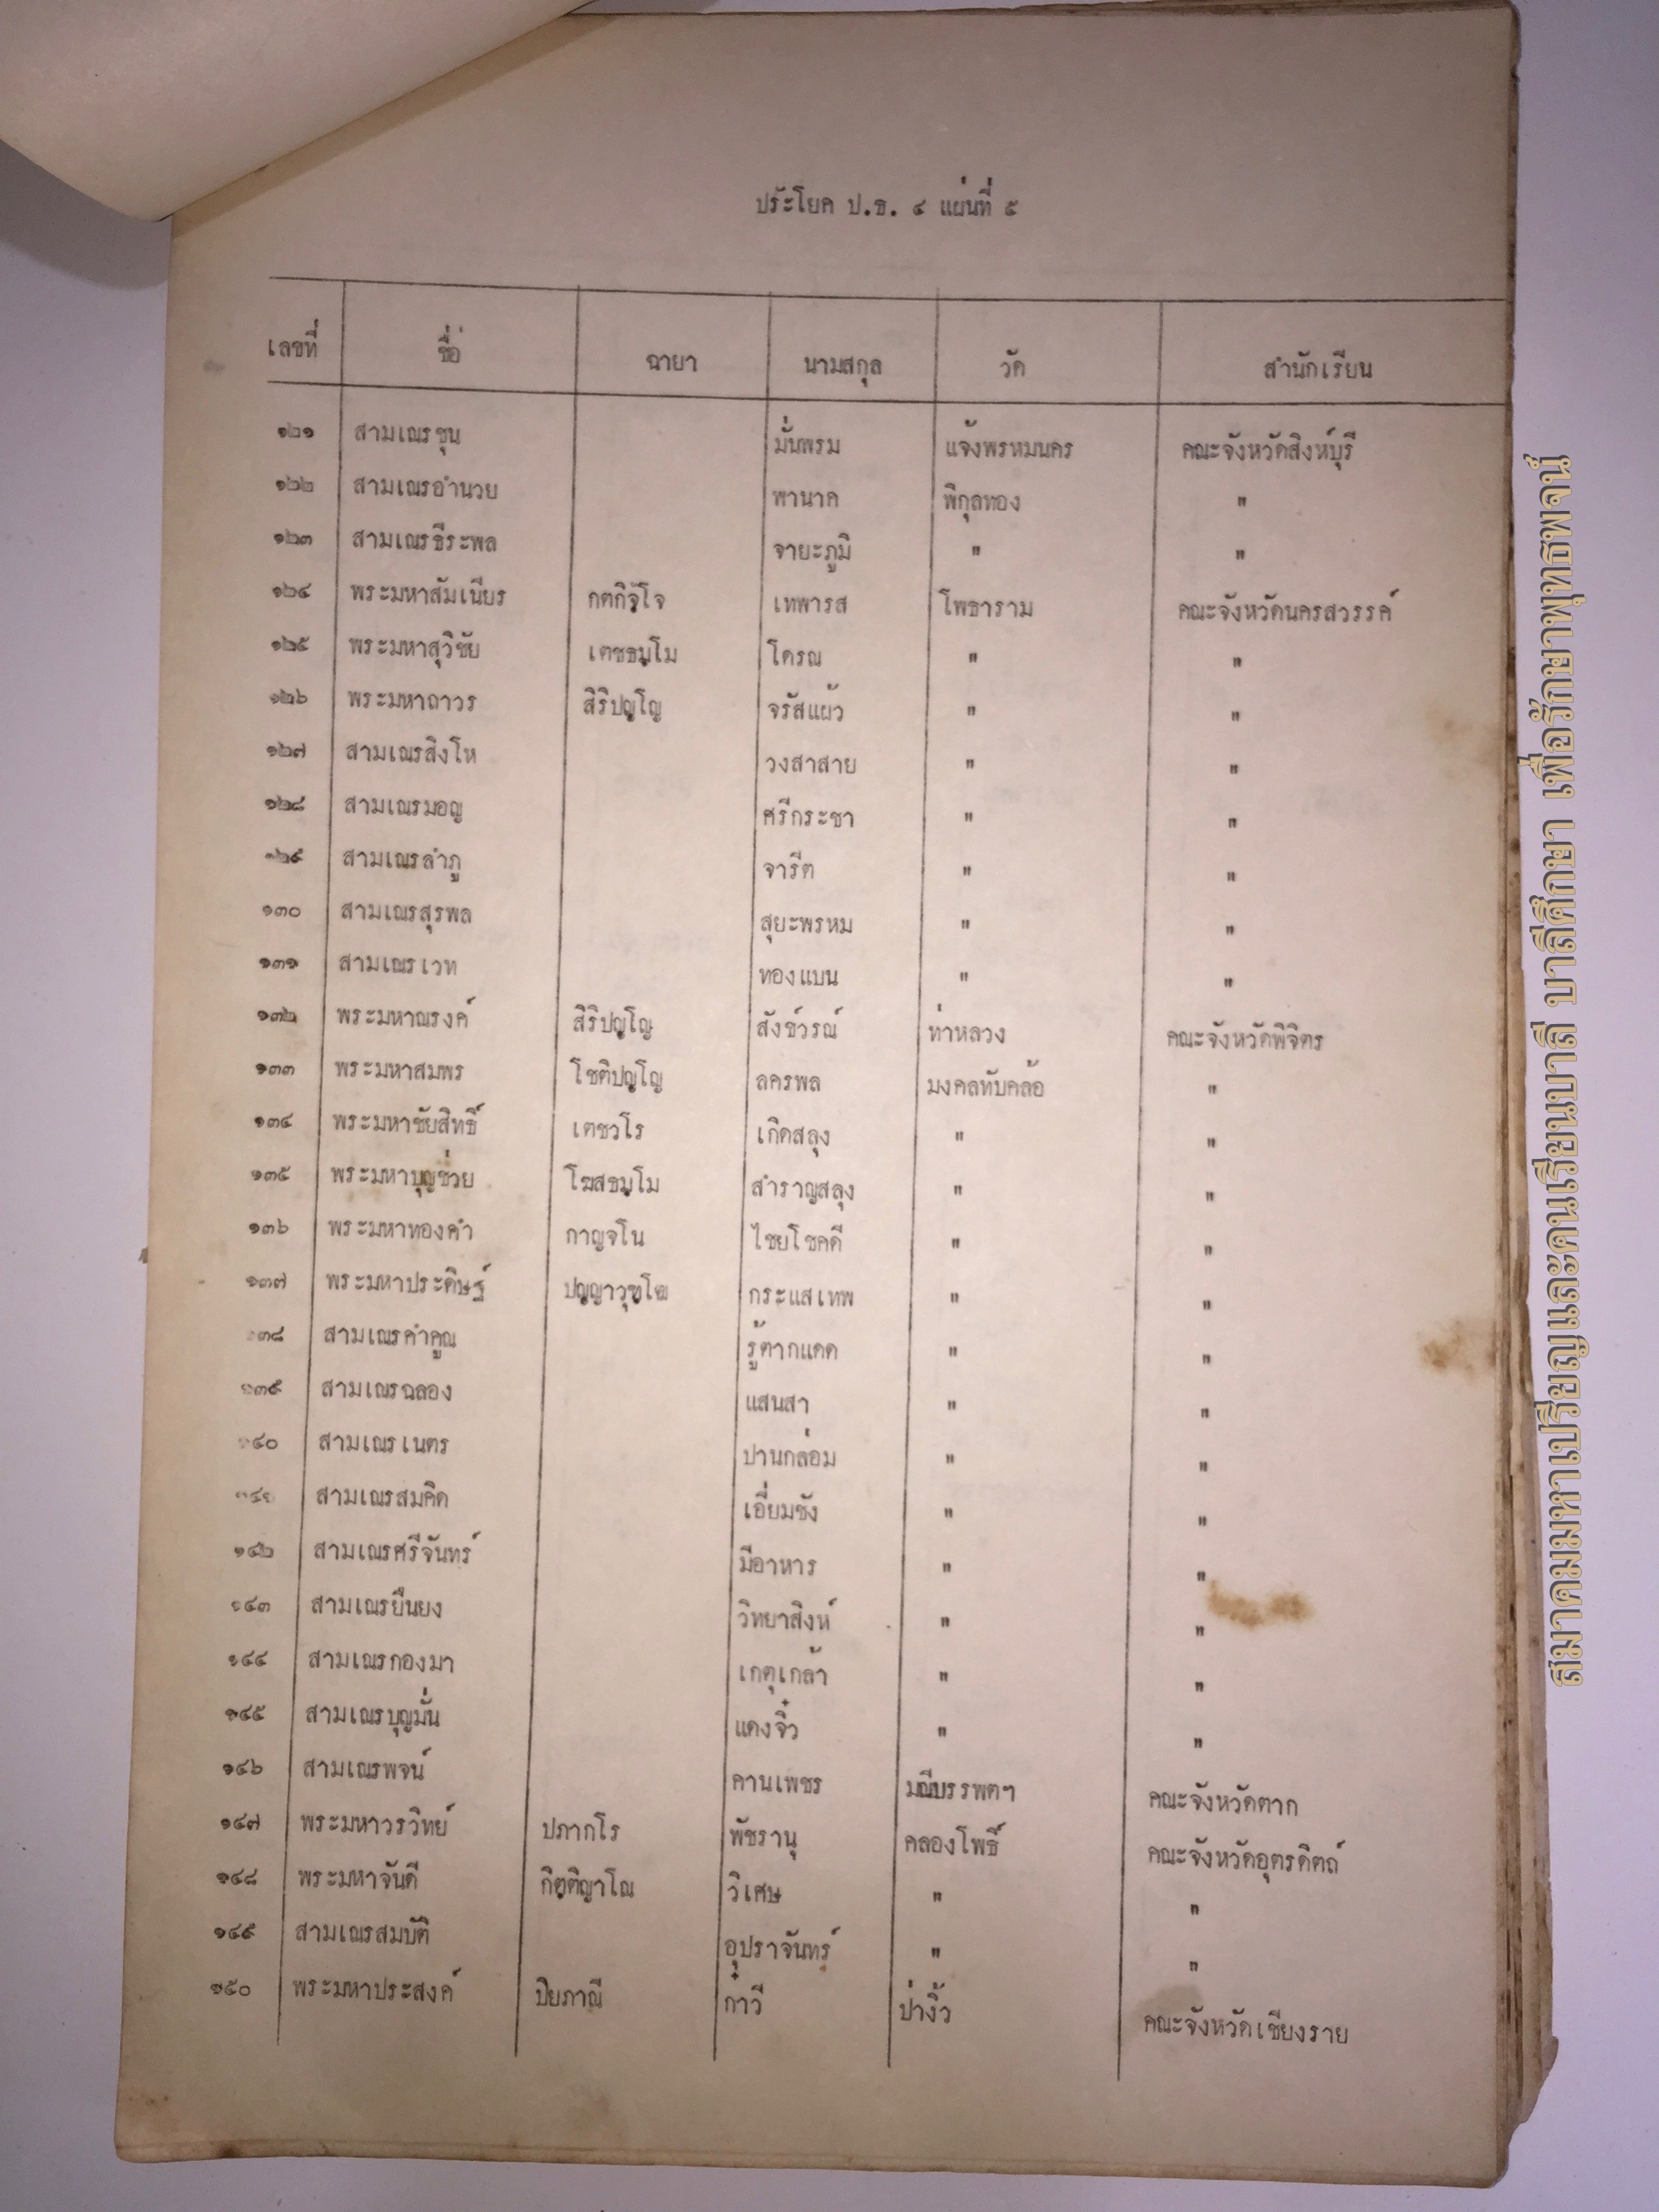 ประโยค ป.ธ. ๔ แผ่นที่ ๕
เลขที่ ชื่อ ฉายา นามสกุล วัด สำนักเรียน
๑๒๑ สามเณรชุน มั่นพรม แจ้งพรหมนคร คณะจังหวัดสิงห์บุรี
๑๒๒ สามเณรอำนวย พานาค พิกุลทอง "
๑๒๓ สามเณรธีระพล จายะภูมิ " "
๑๒๔ พระมหาสัมเนียร กตกิจฺโจ เทพารส โพธาราม คณะจังหวัดนครสวรรค์
๑๒๕ พระมหาสุวิชัย เตชธมฺโม โครณ " "
๑๒๖ พระมหาถาวร สิริปญฺโญ จรัสแผ้ว " "
๑๒๗ สามเณรสิงโห วงสาสาย " "
๑๒๘ สามเณรมอญ ศรีกระชา " "
๑๒๙ สามเณรลำภู จารีต " "
๑๓๐ สามเณรสุรพล สุยะพรหม " "
๑๓๑ สามเณรเวท ทองแบน " "
๑๓๒ พระมหาณรงค์ สิริปญฺโญ สังข์วรณ์ ท่าหลวง คณะจังหวัดพิจิตร
๑๓๓ พระมหาสมพร โชติปญฺโญ ลครพล มงคลทับคล้อ "
๑๓๔ พระมหาชัยสิทธิ์ เตชวโร เกิดสลุง " "
๑๓๕ พระมหาบุญช่วย โฆสธมฺโม สำราญสลุง " "
๑๓๖ พระมหาทองคำ กาญจโน ไชยโชคดี " "
๑๓๗ พระมหาประดิษฐ์ ปญฺญาวุฑฺโฒ กระแสเทพ " "
๑๓๘ สามเณรคำคูณ รู้ตากแดด " "
๑๓๙ สามเณรฉลอง แสนสา " "
๑๔๐ สามเณรเนตร ปานกล่อม " "
๑๔๑ สามเณรสมคิด เอี่ยมชัง " "
๑๔๒ สามเณรศรีจันทร์ มีอาหาร " "
๑๔๓ สามเณรยืนยง วิทยาสิงห์ " "
๑๔๔ สามเณรกองมา เกตุเกล้า " "
๑๔๕ สามเณรบุญมั่น แดงจิ๋ว " "
๑๔๖ สามเณรพจน์ คานเพชร มณีบรรพตฯ คณะจังหวัดตาก
๑๔๗ พระมหาวรวิทย์ ปภากโร พัชรานุ คลองโพธิ์ คณะจังหวัดอุตรดิตถ์
๑๔๘ พระมหาจันดี กิตฺติญาโณ วิเศษ " "
๑๔๙ สามเณรสมบัติ อุปราจันทร์ " "
๑๕๐ พระมหาประสงค์ ปิยภาณี ก๋าวี ป่างิ้ว คณะจังหวัดเชียงราย
สมาคมมหาเปรียญและคนเรียนบาลี บาลีศึกษา เพื่อรักษาพุทธพจน์